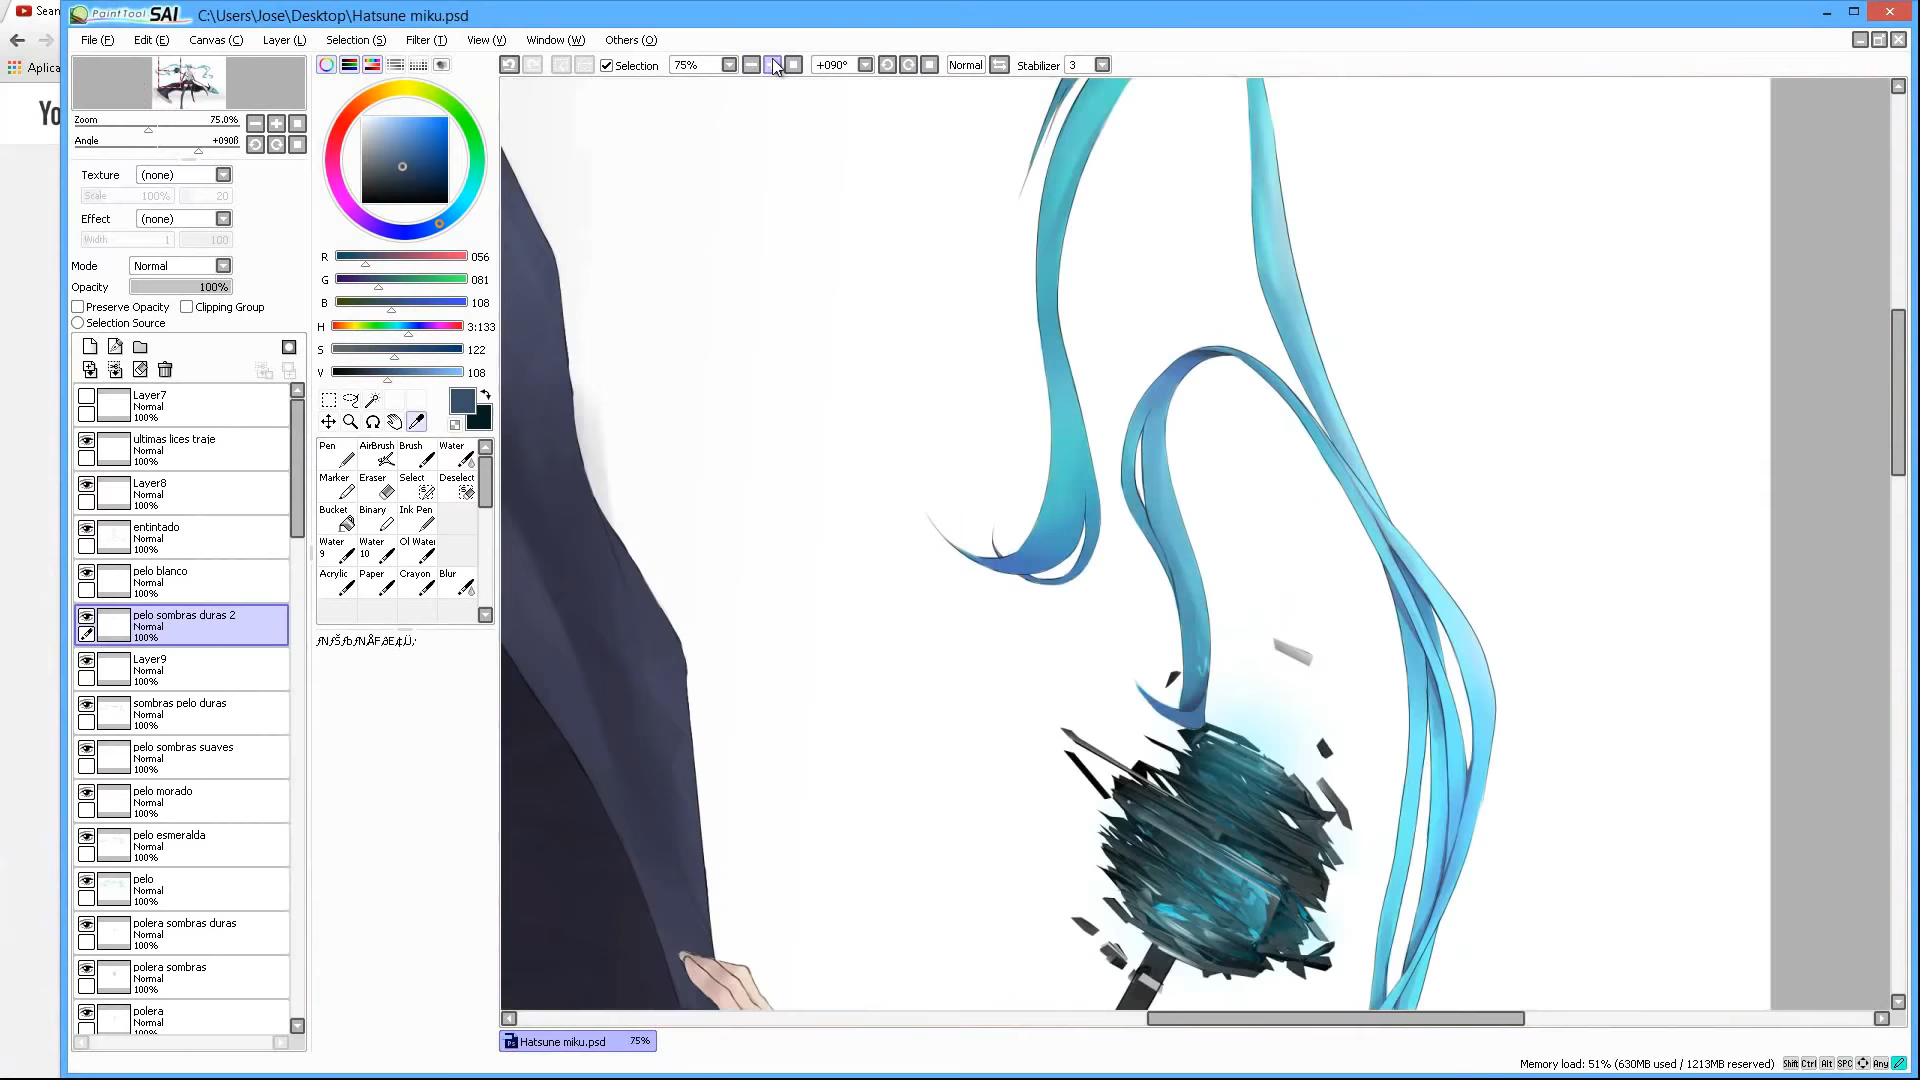 Sean
PaintTool SAI C:\Users\Jose\Desktop\Hatsune miku.psd
File (F) Edit (E) Canvas (C) Layer (L) Selection (S) Filter (T) View (V) Window (W) Others (O)
Aplica
Yo
Selection 75% +090° Normal Stabilizer 3
Zoom 75.0%
Angle +090ß
Texture (none)
Scale 100% 20
Effect (none)
Width 1 100
Mode Normal
Opacity 100%
Preserve Opacity Clipping Group
Selection Source
R 056
G 081
B 108
H 3:133
S 122
V 108
Layer7
Normal
100%
ultimas lices traje
Normal
100%
Layer8
Normal
100%
entintado
Normal
100%
pelo blanco
Normal
100%
pelo sombras duras 2
Normal
100%
Layer9
Normal
100%
sombras pelo duras
Normal
100%
pelo sombras suaves
Normal
100%
pelo morado
Normal
100%
pelo esmeralda
Normal
100%
pelo
Normal
100%
polera sombras duras
Normal
100%
polera sombras
Normal
100%
polera
Normal
100%
Pen AirBrush Brush Water
Marker Eraser Select Deselect
Bucket Binary Ink Pen
Water 9 Water 10 Ol Water
Acrylic Paper Crayon Blur
Hatsune miku.psd 75%
Memory load: 51% (630MB used / 1213MB reserved) Shift Ctrl Alt SPC Any